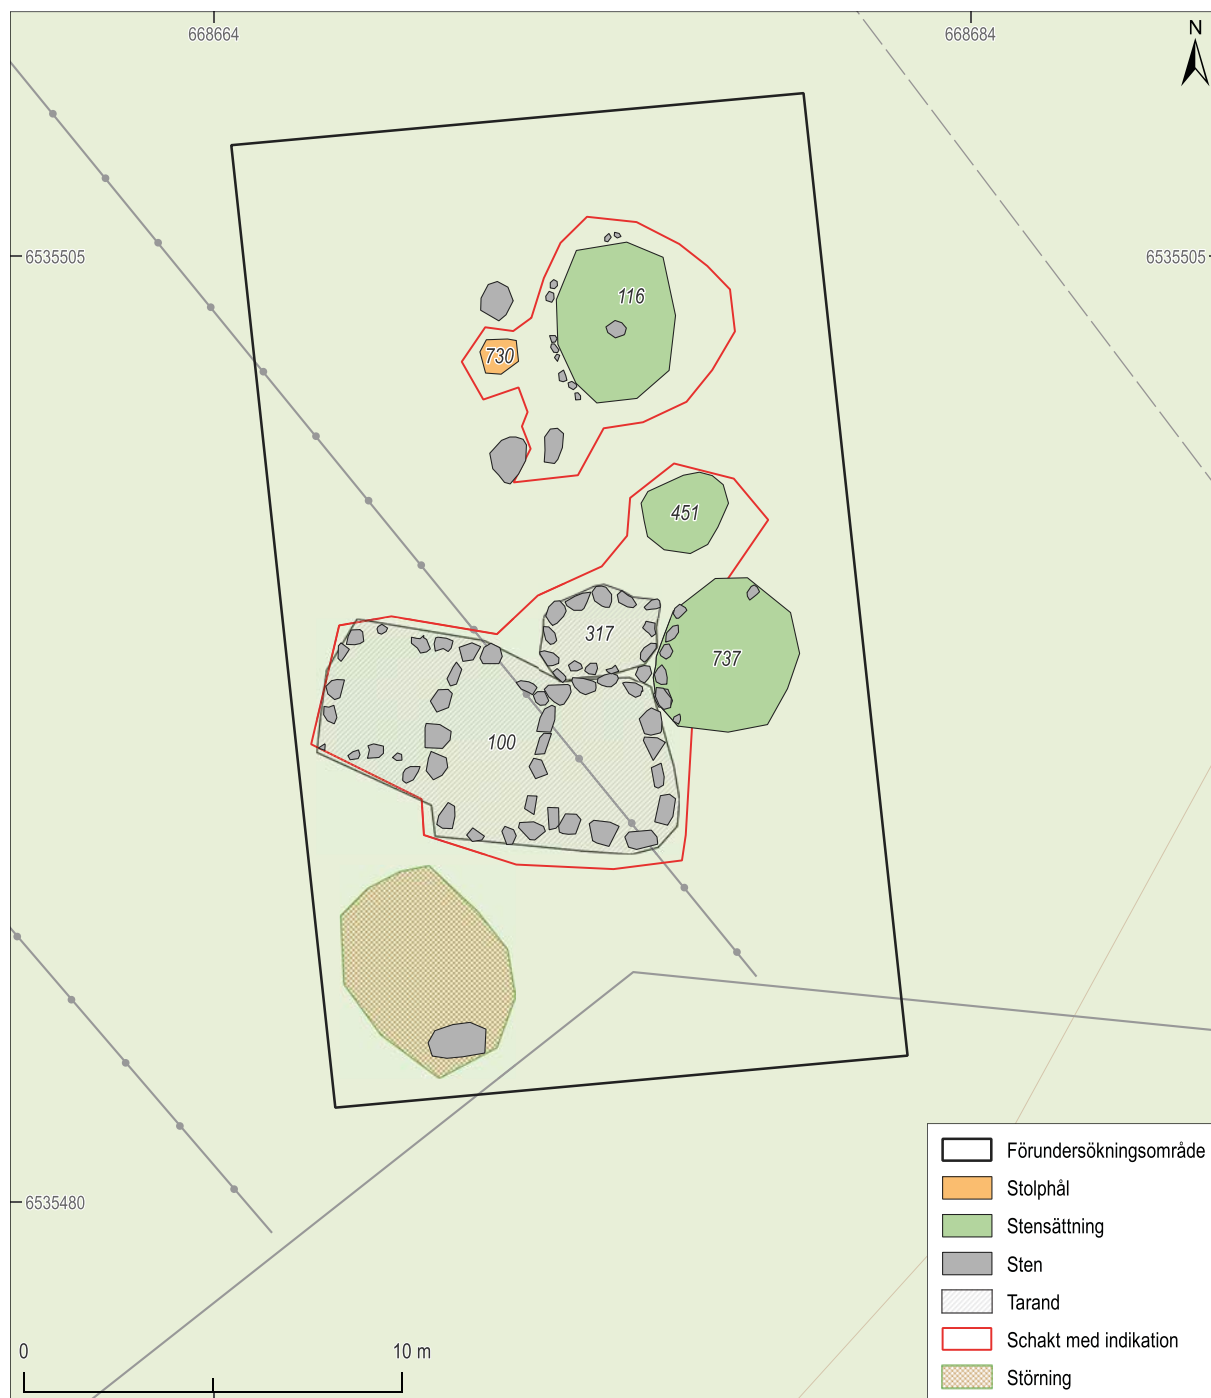 668664
668684
N
6535505
6535505
116
730
451
317
737
100
6535480
Förundersökningsområde
Stolphål
Stensättning
Sten
Tarand
Schakt med indikation
Störning
0
10 m